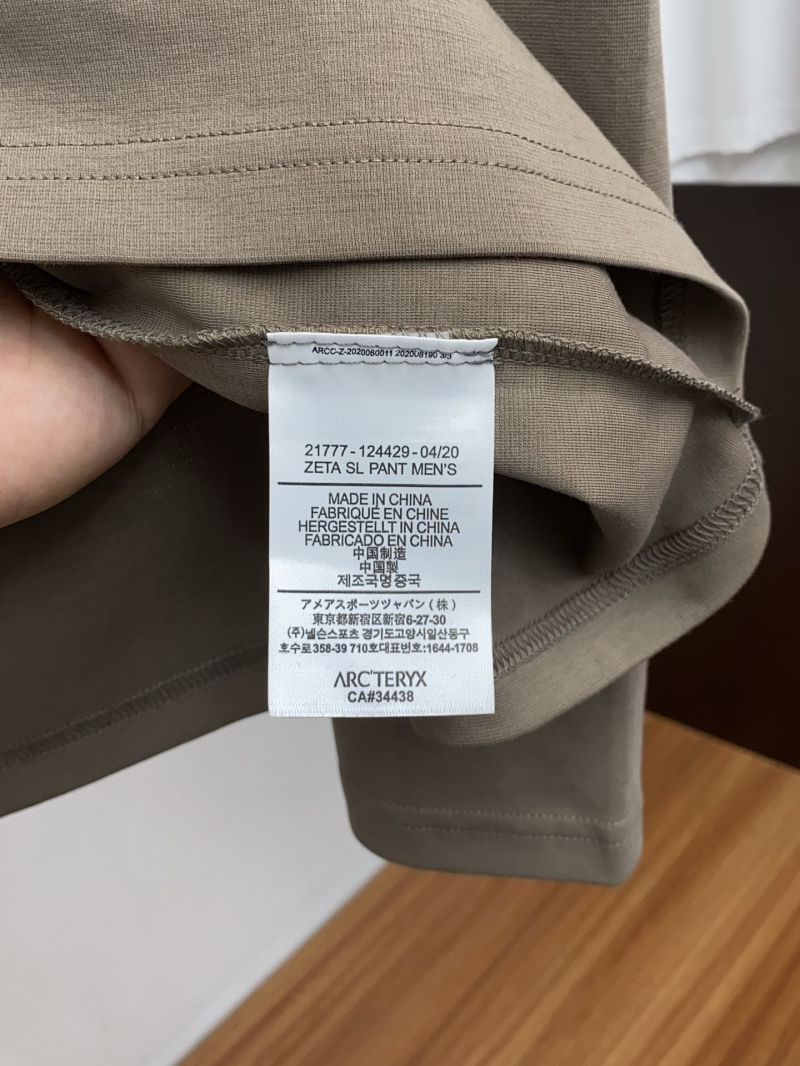 ARCC-Z-2020060011 202006190 3/3
21777-124429-04/20
ZETA SL PANT MEN'S
MADE IN CHINA
FABRIQUÉ EN CHINE
HERGESTELLT IN CHINA
FABRICADO EN CHINA
中国制造
中国製
제조국명중국
アメアスポーツジャパン(株)
東京都新宿区新宿6-27-30
(주)넬슨스포츠 경기도고양시일산동구
호수로358-39 710호대표번호:1644-1708
ARC'TERYX
CA#34438